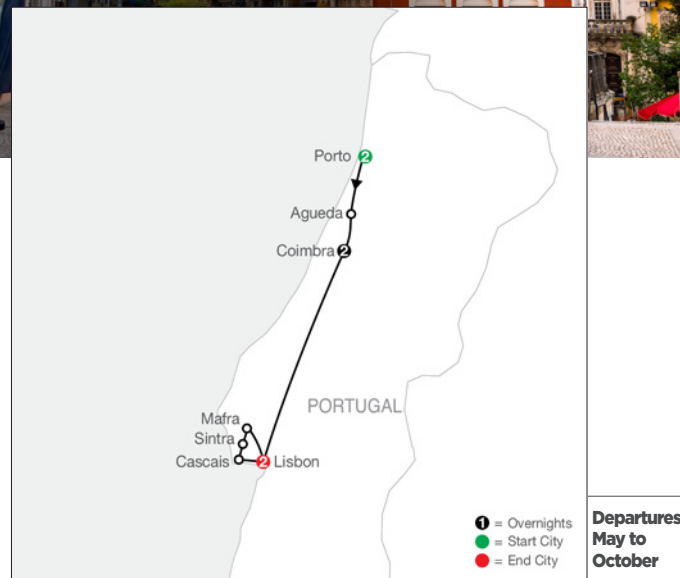 Porto 2
Agueda
Coimbra 2
PORTUGAL
Mafra
Sintra
Cascais
2 Lisbon
1 = Overnights
= Start City
= End City
Departures
May to
October